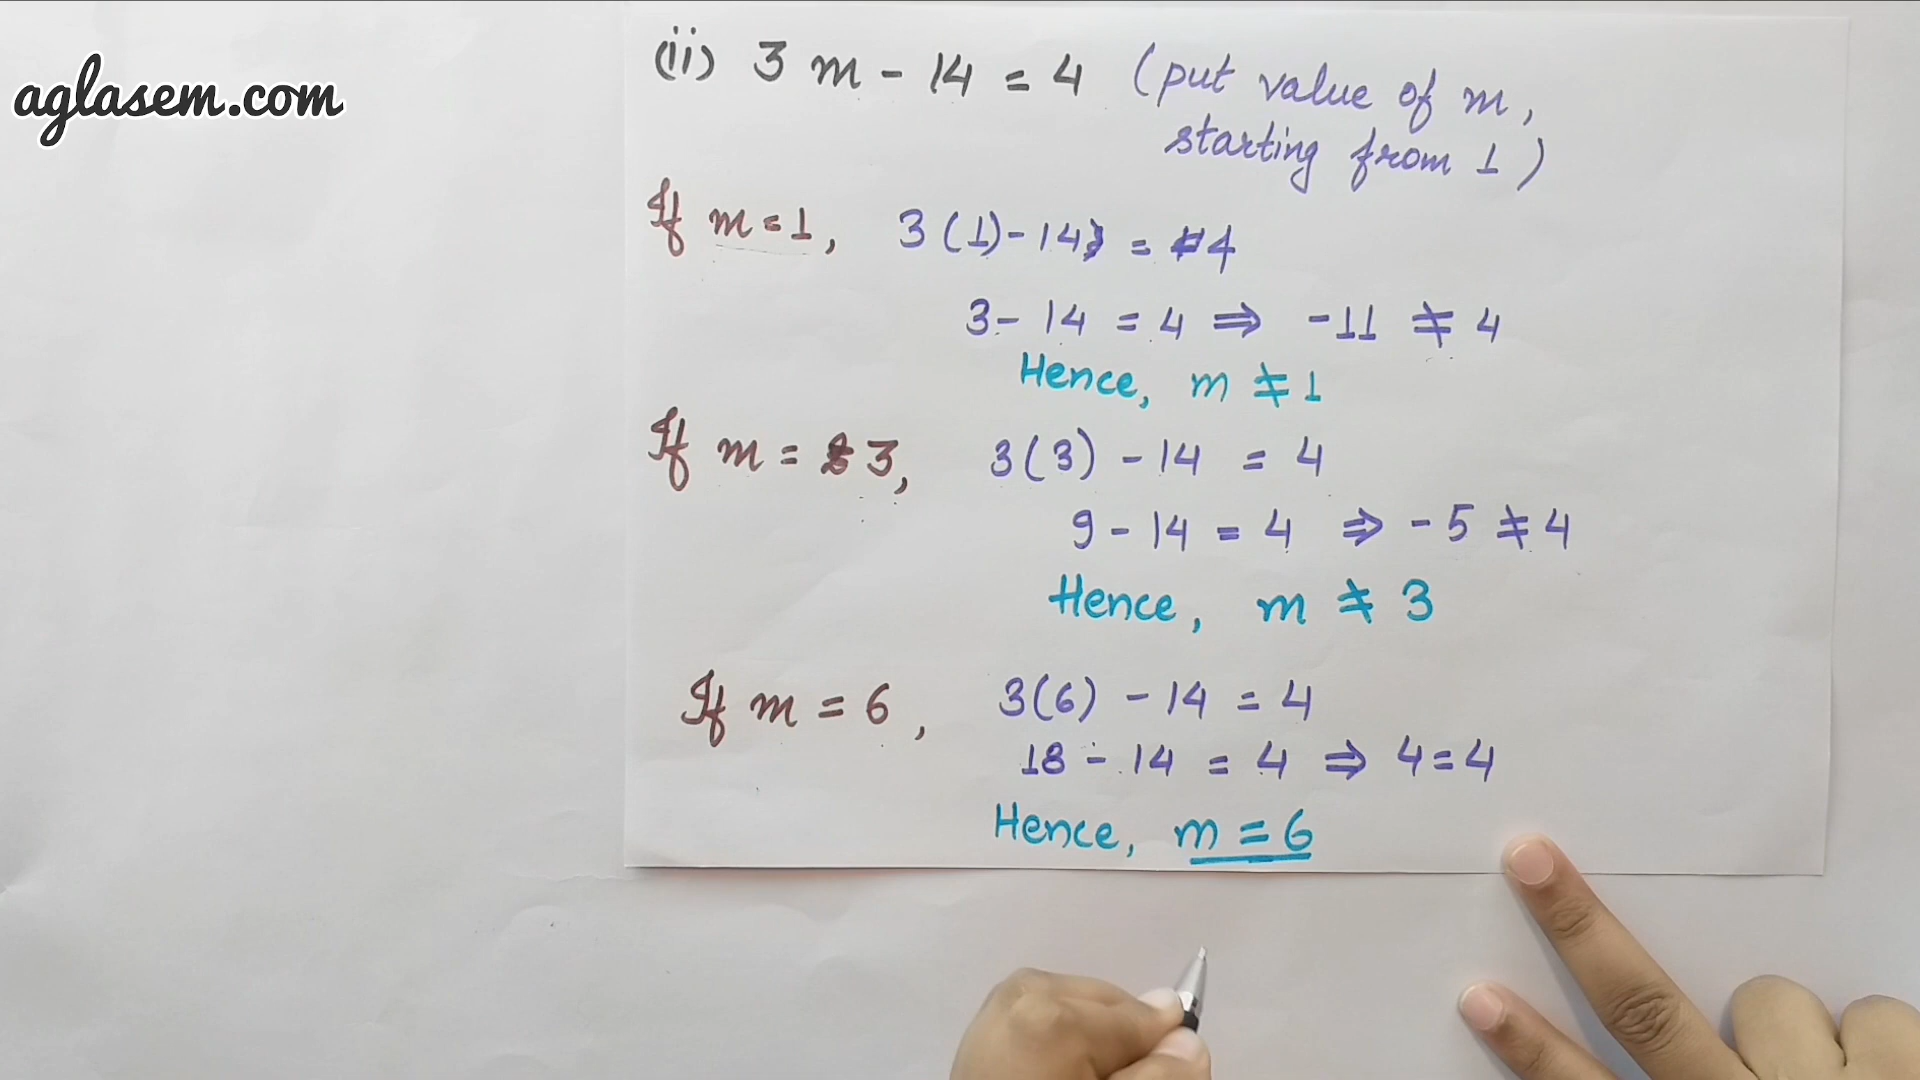 aglasem.com
(ii) 3m - 14 = 4 (put value of m,
starting from 1)
If m = 1, 3(1) - 14 = 4
3 - 14 = 4 ⇒ -11 ≠ 4
Hence, m ≠ 1
If m = 3, 3(3) - 14 = 4
9 - 14 = 4 ⇒ -5 ≠ 4
Hence, m ≠ 3
If m = 6, 3(6) - 14 = 4
18 - 14 = 4 ⇒ 4 = 4
Hence, m = 6